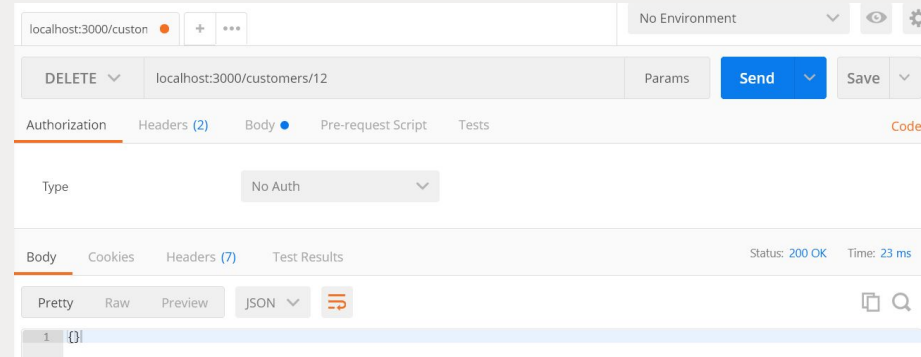 No Environment
localhost:3000/custon
+ •••
DELETE localhost:3000/customers/12 Params Send Save
Authorization Headers (2) Body Pre-request Script Tests Code
Type No Auth
Body Cookies Headers (7) Test Results Status: 200 OK Time: 23 ms
Pretty Raw Preview JSON
1 {}